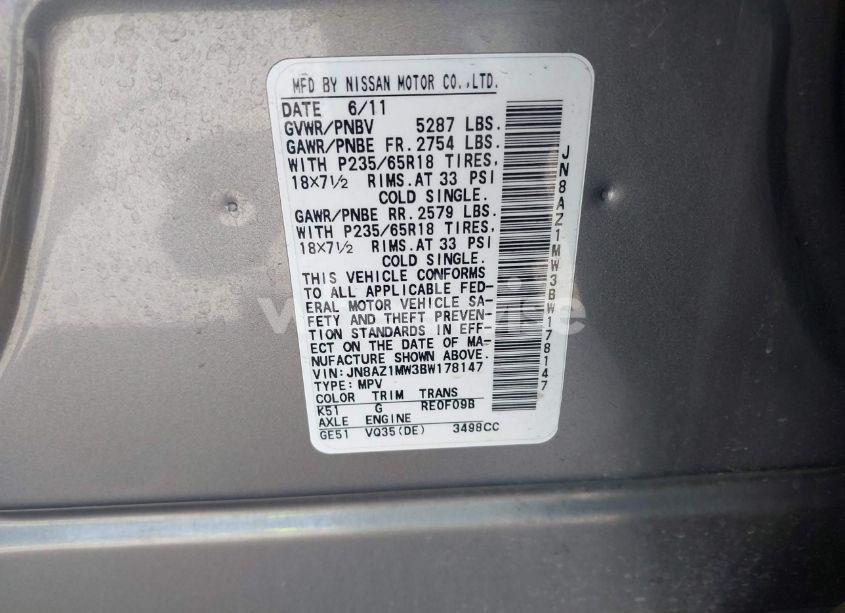 MFD BY NISSAN MOTOR CO.,LTD.
DATE 6/11
GVWR/PNBV 5287 LBS.
GAWR/PNBE FR. 2754 LBS.
WITH P235/65R18 TIRES,
18X7½ RIMS.AT 33 PSI
COLD SINGLE.
GAWR/PNBE RR. 2579 LBS.
WITH P235/65R18 TIRES,
18X7½ RIMS.AT 33 PSI
COLD SINGLE.
THIS VEHICLE CONFORMS
TO ALL APPLICABLE FED-
ERAL MOTOR VEHICLE SA-
FETY AND THEFT PREVEN-
TION STANDARDS IN EFF-
ECT ON THE DATE OF MA-
NUFACTURE SHOWN ABOVE.
VIN: JN8AZ1MW3BW178147
TYPE: MPV
COLOR TRIM TRANS
K51 G RE0F09B
AXLE ENGINE
GE51 VQ35(DE) 3498CC
JN8AZ1MW3BW178147